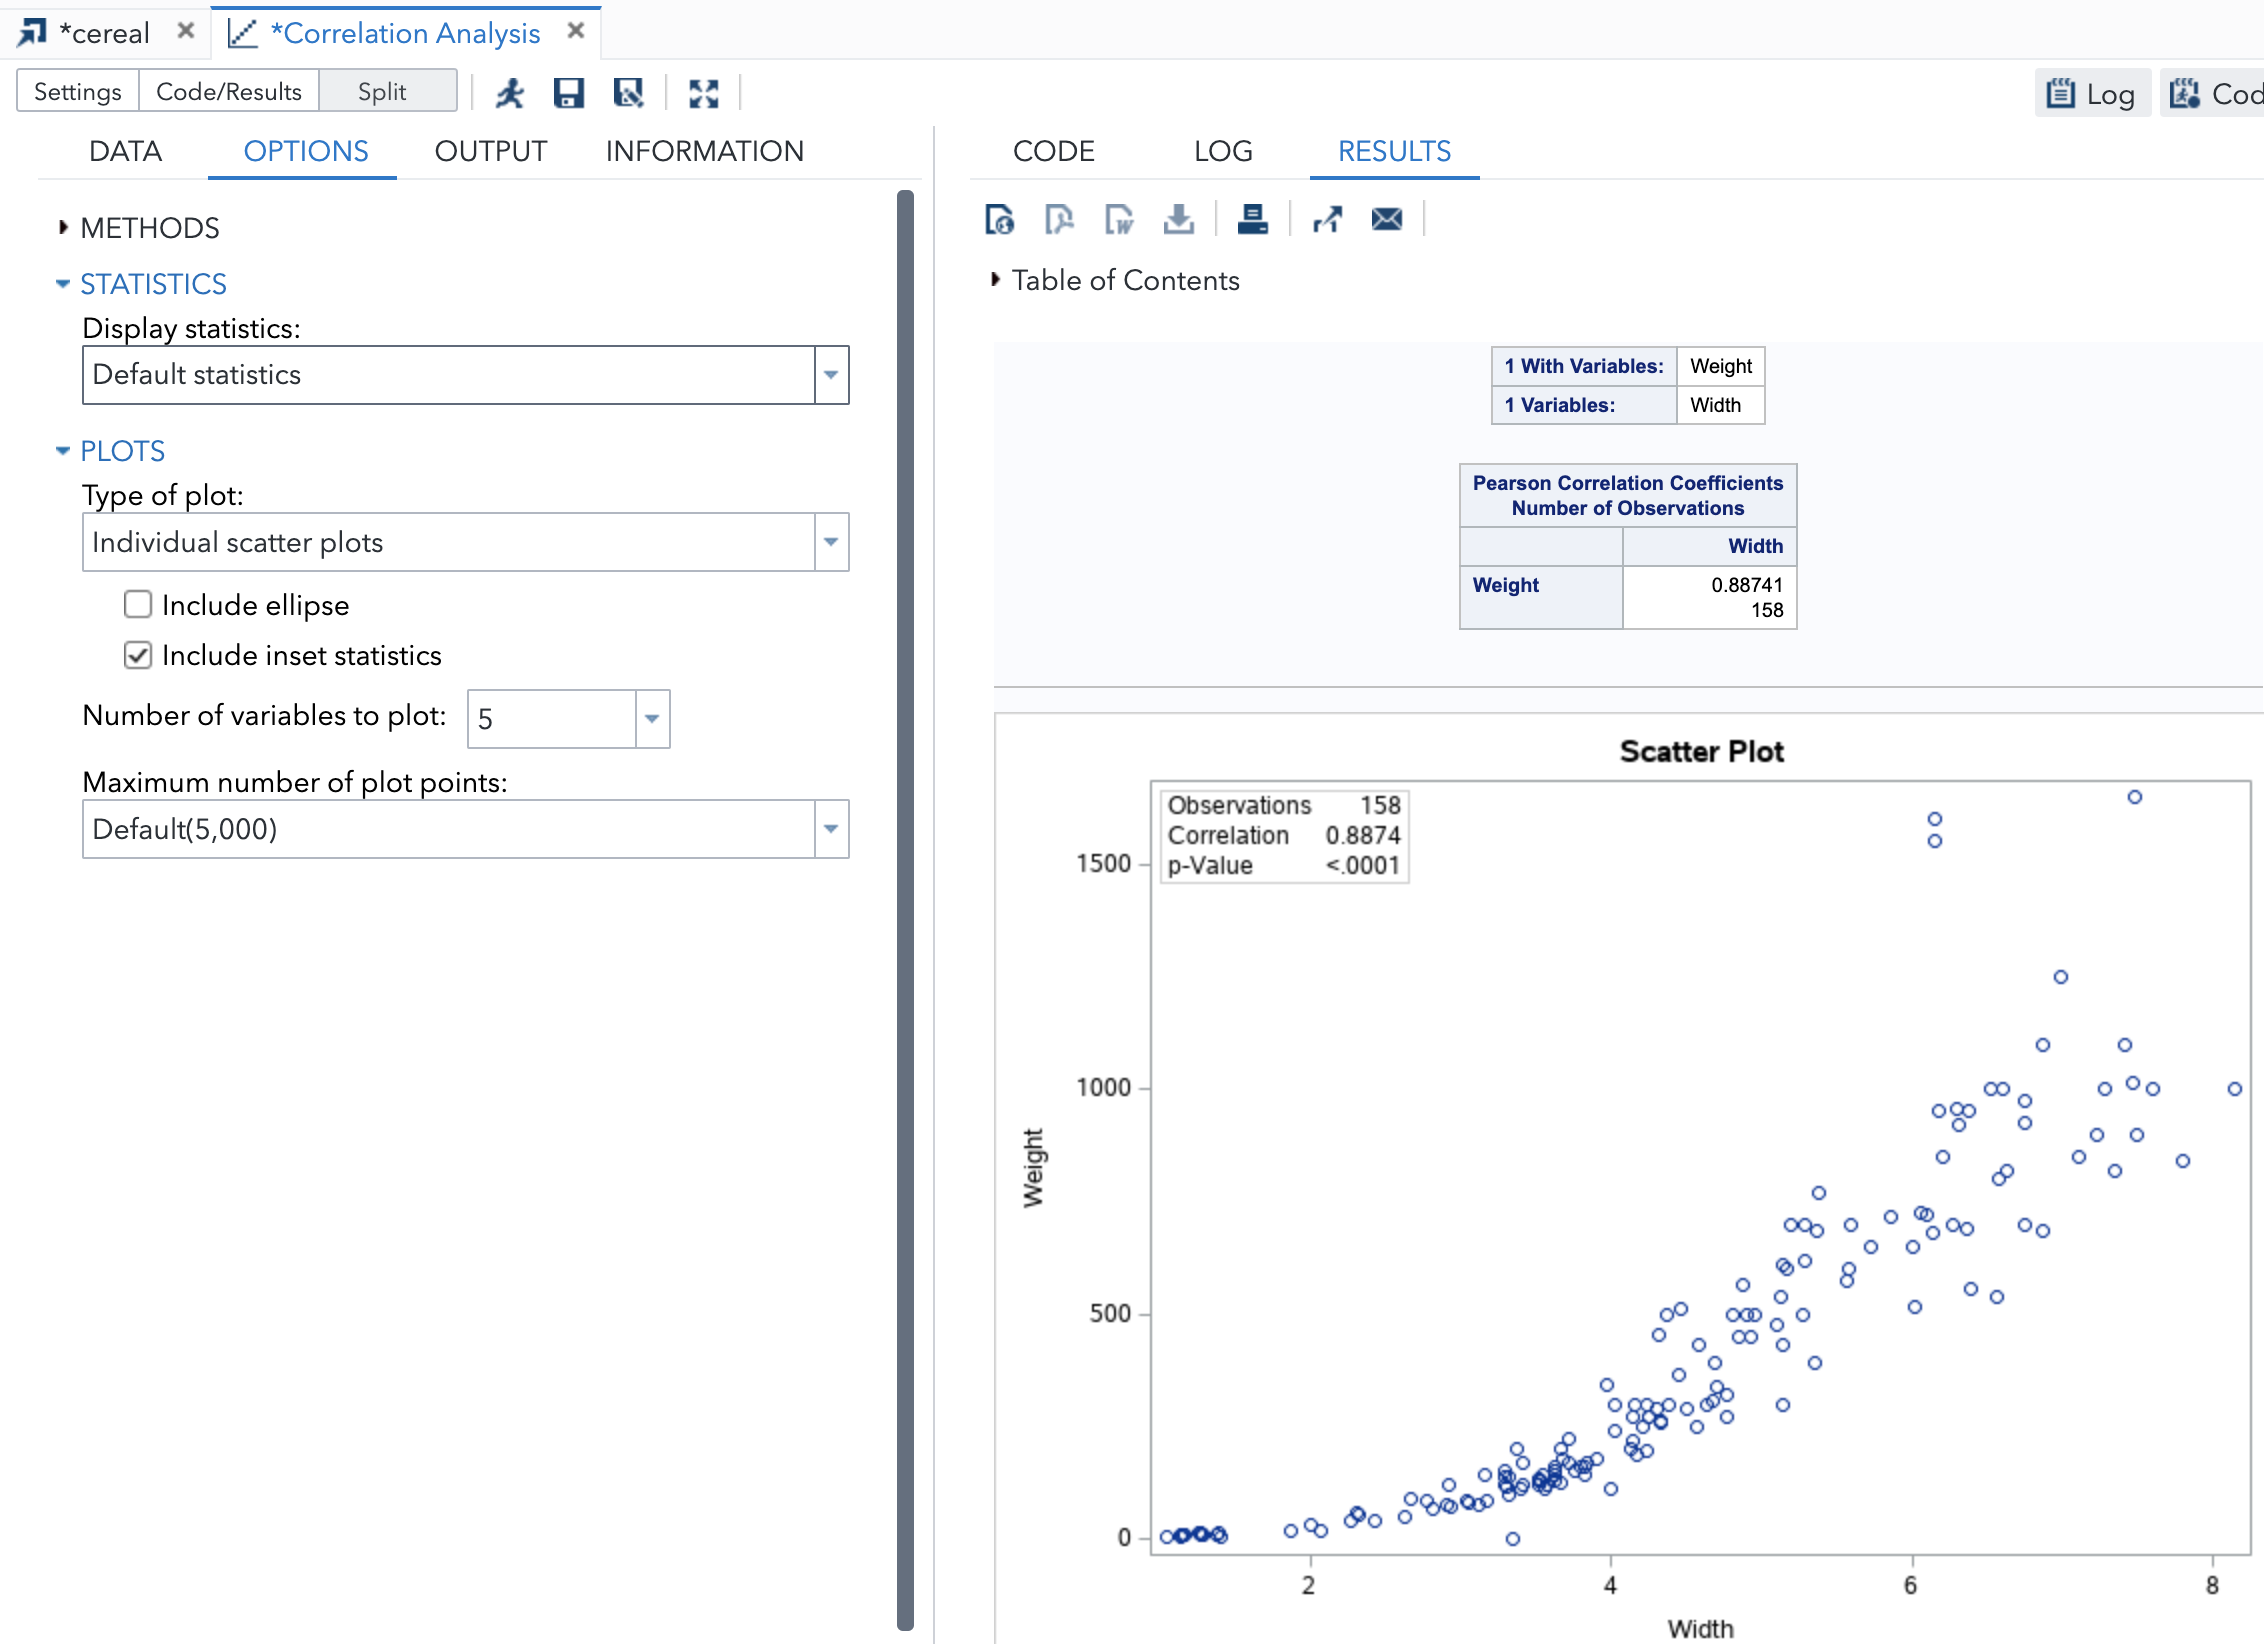 *cereal
*Correlation Analysis
Settings Code/Results Split
Log
Cod
DATA OPTIONS OUTPUT INFORMATION
METHODS
STATISTICS
Display statistics:
Default statistics
PLOTS
Type of plot:
Individual scatter plots
Include ellipse
Include inset statistics
Number of variables to plot: 5
Maximum number of plot points:
Default(5,000)
CODE LOG RESULTS
Table of Contents
1 With Variables: Weight
1 Variables: Width
Pearson Correlation Coefficients
Number of Observations
Width
Weight 0.88741
158
Scatter Plot
Observations 158
Correlation 0.8874
p-Value <.0001
1500
1000
500
0
Weight
2 4 6 8
Width